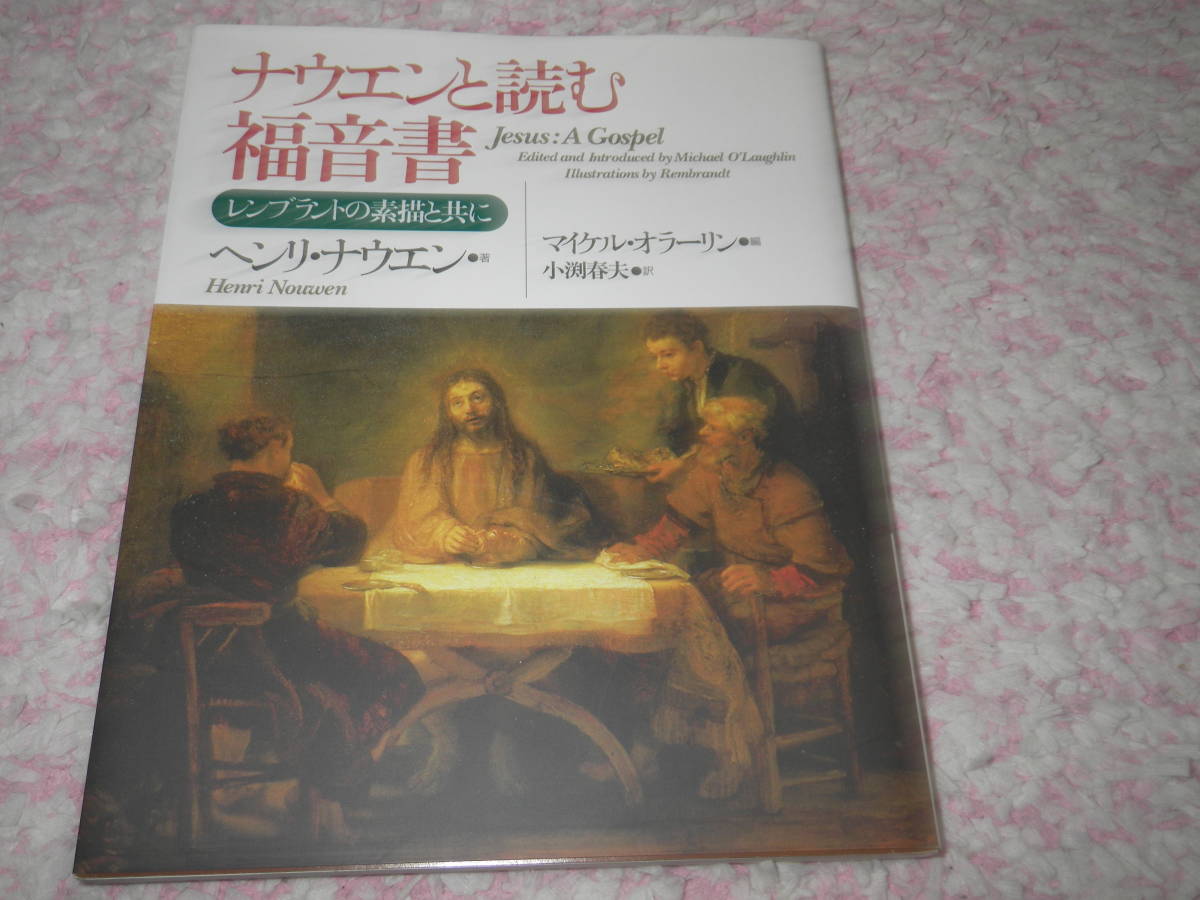 ナウエンと読む
福音書
Jesus: A Gospel
Edited and Introduced by Michael O'Laughlin
Illustrations by Rembrandt
レンブラントの素描と共に
ヘンリ・ナウエン●著
Henri Nouwen
マイケル・オラーリン●編
小渕春夫●訳